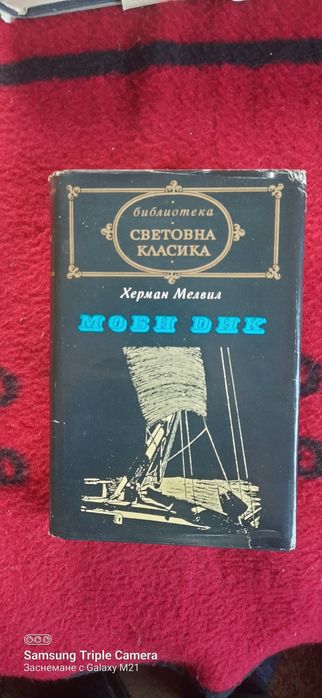 библиотека
СВЕТОВНА
КЛАСИКА
Херман Мелвил
МОБИ ДИК
Samsung Triple Camera
Заснемане с Galaxy M21